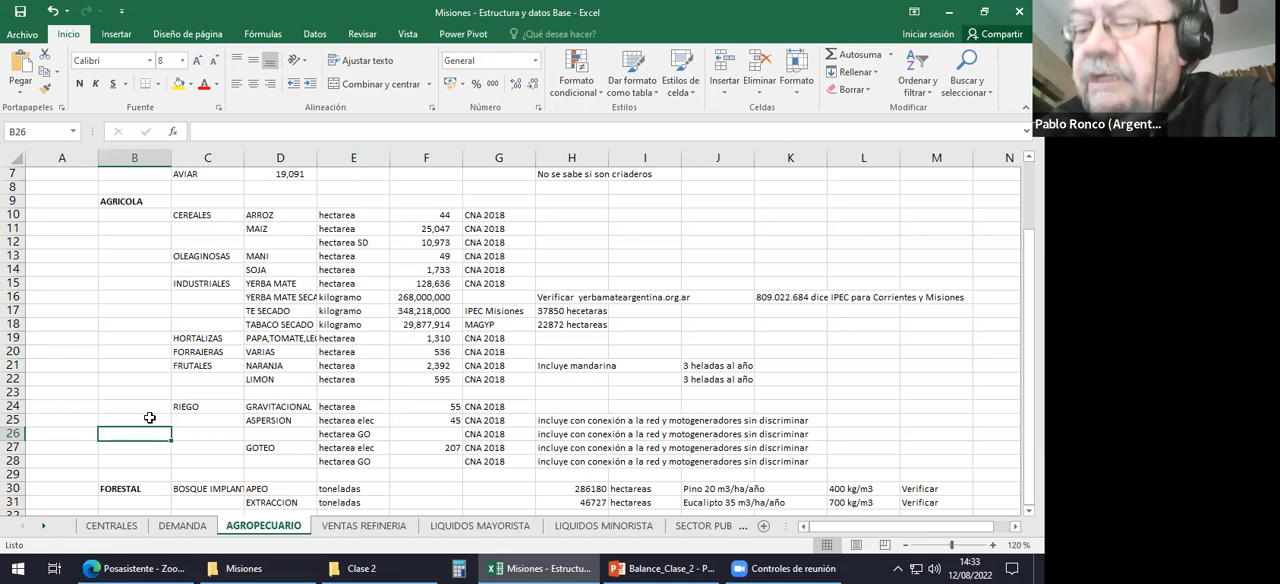 Misiones - Estructura y datos Base - Excel
Archivo Inicio Insertar Diseño de página Fórmulas Datos Revisar Vista Power Pivot ¿Qué desea hacer? Iniciar sesión Compartir
Pegar Calibri 8 Ajustar texto General Formato condicional Dar formato como tabla Estilos de celda Insertar Eliminar Formato Autosuma Rellenar Borrar Ordenar y filtrar Buscar y seleccionar
N K S Combinar y centrar % 000
Portapapeles Fuente Alineación Número Estilos Celdas Modificar
Pablo Ronco (Argent...
B26 fx
A B C D E F G H I J K L M N
7 AVIAR 19,091 No se sabe si son criaderos
8
9 AGRICOLA
10 CEREALES ARROZ hectarea 44 CNA 2018
11 MAIZ hectarea 25,047 CNA 2018
12 hectarea SD 10,973 CNA 2018
13 OLEAGINOSAS MANI hectarea 49 CNA 2018
14 SOJA hectarea 1,733 CNA 2018
15 INDUSTRIALES YERBA MATE hectarea 128,636 CNA 2018
16 YERBA MATE SECA kilogramo 268,000,000 Verificar yerbamateargentina.org.ar 809.022.684 dice IPEC para Corrientes y Misiones
17 TE SECADO kilogramo 348,218,000 IPEC Misiones 37850 hecetaras
18 TABACO SECADO kilogramo 29,877,914 MAGYP 22872 hectareas
19 HORTALIZAS PAPA,TOMATE,LE hectarea 1,310 CNA 2018
20 FORRAJERAS VARIAS hectarea 536 CNA 2018
21 FRUTALES NARANJA hectarea 2,392 CNA 2018 Incluye mandarina 3 heladas al año
22 LIMON hectarea 595 CNA 2018 3 heladas al año
23
24 RIEGO GRAVITACIONAL hectarea 55 CNA 2018
25 ASPERSION hectarea elec 45 CNA 2018 incluye con conexión a la red y motogeneradores sin discriminar
26 hectarea GO CNA 2018 incluye con conexión a la red y motogeneradores sin discriminar
27 GOTEO hectarea elec 207 CNA 2018 incluye con conexión a la red y motogeneradores sin discriminar
28 hectarea GO CNA 2018 incluye con conexión a la red y motogeneradores sin discriminar
29
30 FORESTAL BOSQUE IMPLANT APEO toneladas 286180 hectareas Pino 20 m3/ha/año 400 kg/m3 Verificar
31 EXTRACCION toneladas 46727 hectareas Eucalipto 35 m3/ha/año 700 kg/m3 Verificar
... CENTRALES DEMANDA AGROPECUARIO VENTAS REFINERIA LIQUIDOS MAYORISTA LIQUIDOS MINORISTA SECTOR PUB ...
Listo 120 %
Posasistente - Zoo... Misiones Clase 2 Misiones - Estructu... Balance_Clase_2 - P... Controles de reunión 14:33
12/08/2022